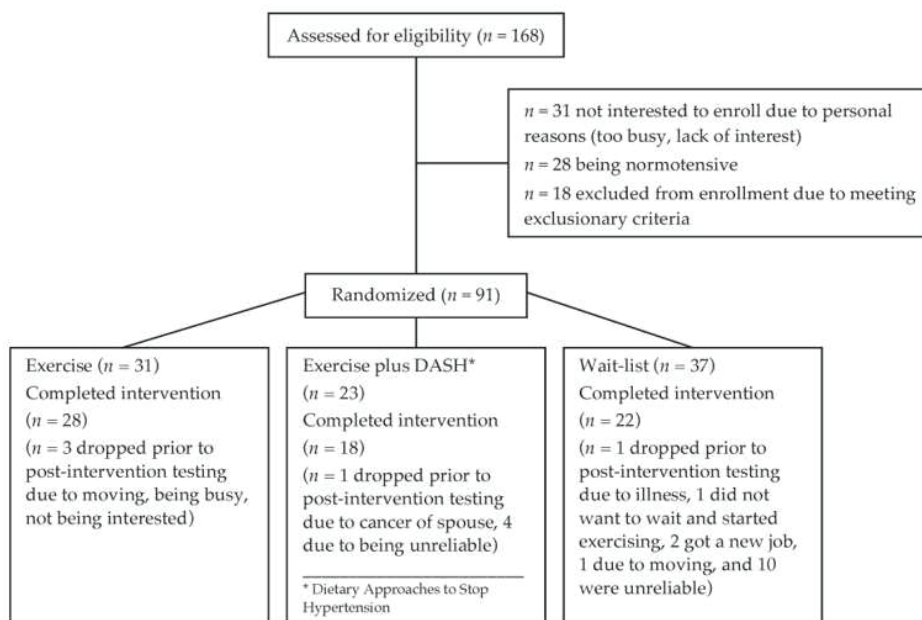 Assessed for eligibility (n = 168)
n = 31 not interested to enroll due to personal
reasons (too busy, lack of interest)
n = 28 being normotensive
n = 18 excluded from enrollment due to meeting
exclusionary criteria
Randomized (n = 91)
Exercise (n = 31)
Completed intervention
(n = 28)
(n = 3 dropped prior to
post-intervention testing
due to moving, being busy,
not being interested)
Exercise plus DASH*
(n = 23)
Completed intervention
(n = 18)
(n = 1 dropped prior to
post-intervention testing
due to cancer of spouse, 4
due to being unreliable)
* Dietary Approaches to Stop
Hypertension
Wait-list (n = 37)
Completed intervention
(n = 22)
(n = 1 dropped prior to
post-intervention testing
due to illness, 1 did not
want to wait and started
exercising, 2 got a new job,
1 due to moving, and 10
were unreliable)